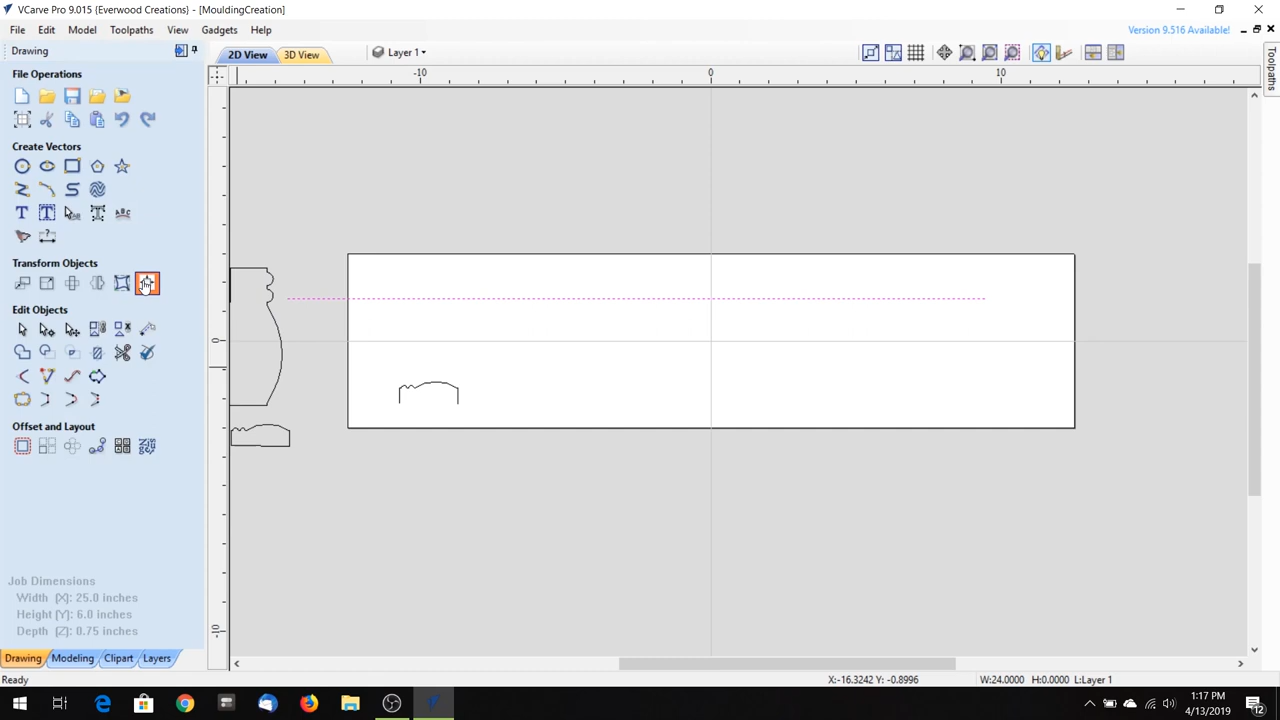 VCarve Pro 9.015 {Everwood Creations} - [MouldingCreation]
File Edit Model Toolpaths View Gadgets Help
Version 9.516 Available!
Drawing
2D View 3D View Layer 1
Toolpaths
File Operations
-10 0 10
Create Vectors
Transform Objects
Edit Objects
0
Offset and Layout
Job Dimensions
Width [X]: 25.0 inches
Height [Y]: 6.0 inches
Depth [Z]: 0.75 inches
-10
Drawing Modeling Clipart Layers
Ready
X:-16.3242 Y: -0.8996
W:24.0000 H:0.0000 L:Layer 1
1:17 PM
4/13/2019
12